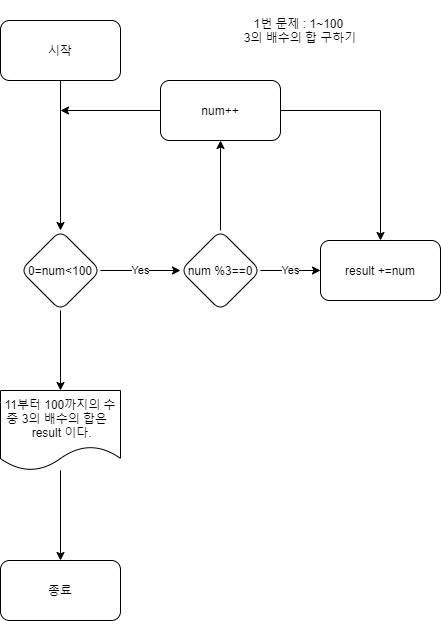 1번 문제 : 1~100
3의 배수의 합 구하기
시작
num++
0=num<100
Yes
num %3==0
Yes
result +=num
11부터 100까지의 수
중 3의 배수의 합은
result 이다.
종료